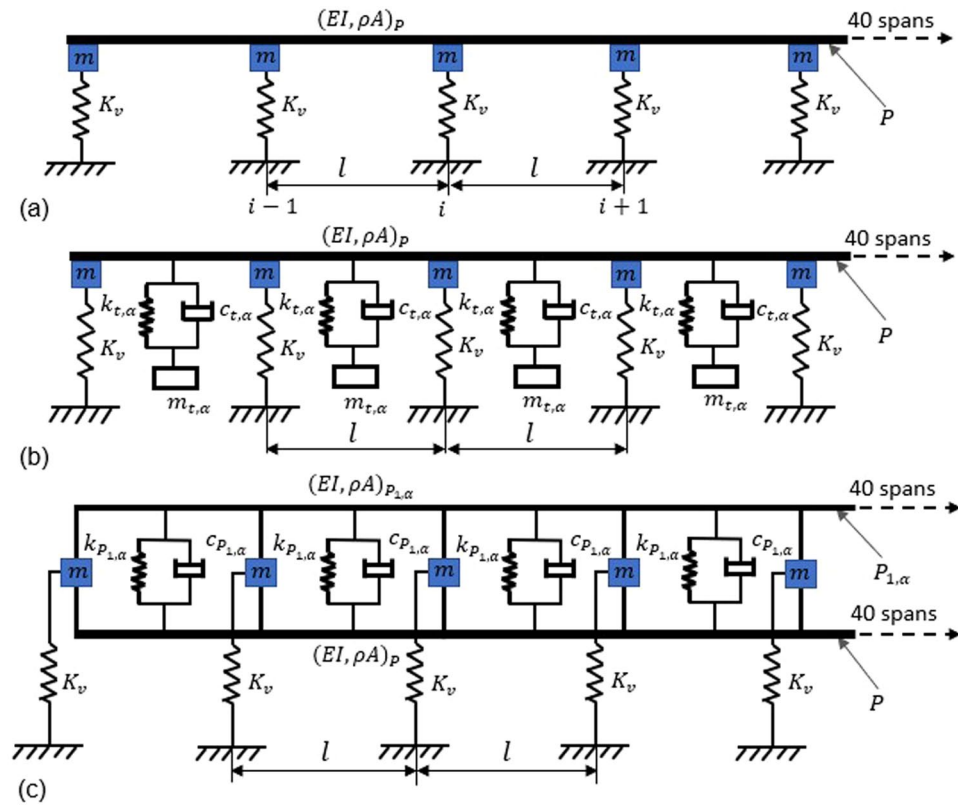 (EI, ρA)_P 40 spans
m m m m m
K_v K_v K_v K_v K_v
P
l l
(a) i − 1 i i + 1
(EI, ρA)_P 40 spans
m m m m m
k_{t,α} c_{t,α} k_{t,α} c_{t,α} k_{t,α} c_{t,α} k_{t,α} c_{t,α}
K_v K_v K_v K_v K_v
P
m_{t,α} m_{t,α} m_{t,α} m_{t,α}
(b) l l
(EI, ρA)_{P_{1,α}} 40 spans
k_{P_{1,α}} c_{P_{1,α}} k_{P_{1,α}} c_{P_{1,α}} k_{P_{1,α}} c_{P_{1,α}} k_{P_{1,α}} c_{P_{1,α}}
P_{1,α}
m m m m m
40 spans
(EI, ρA)_P
K_v K_v K_v K_v K_v
P
l l
(c)